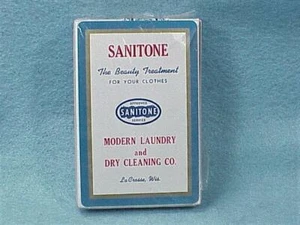 SANITONE
The Beauty Treatment
FOR YOUR CLOTHES
APPROVED
SANITONE
SERVICE
MODERN LAUNDRY
and
DRY CLEANING CO.
La Crosse, Wis.